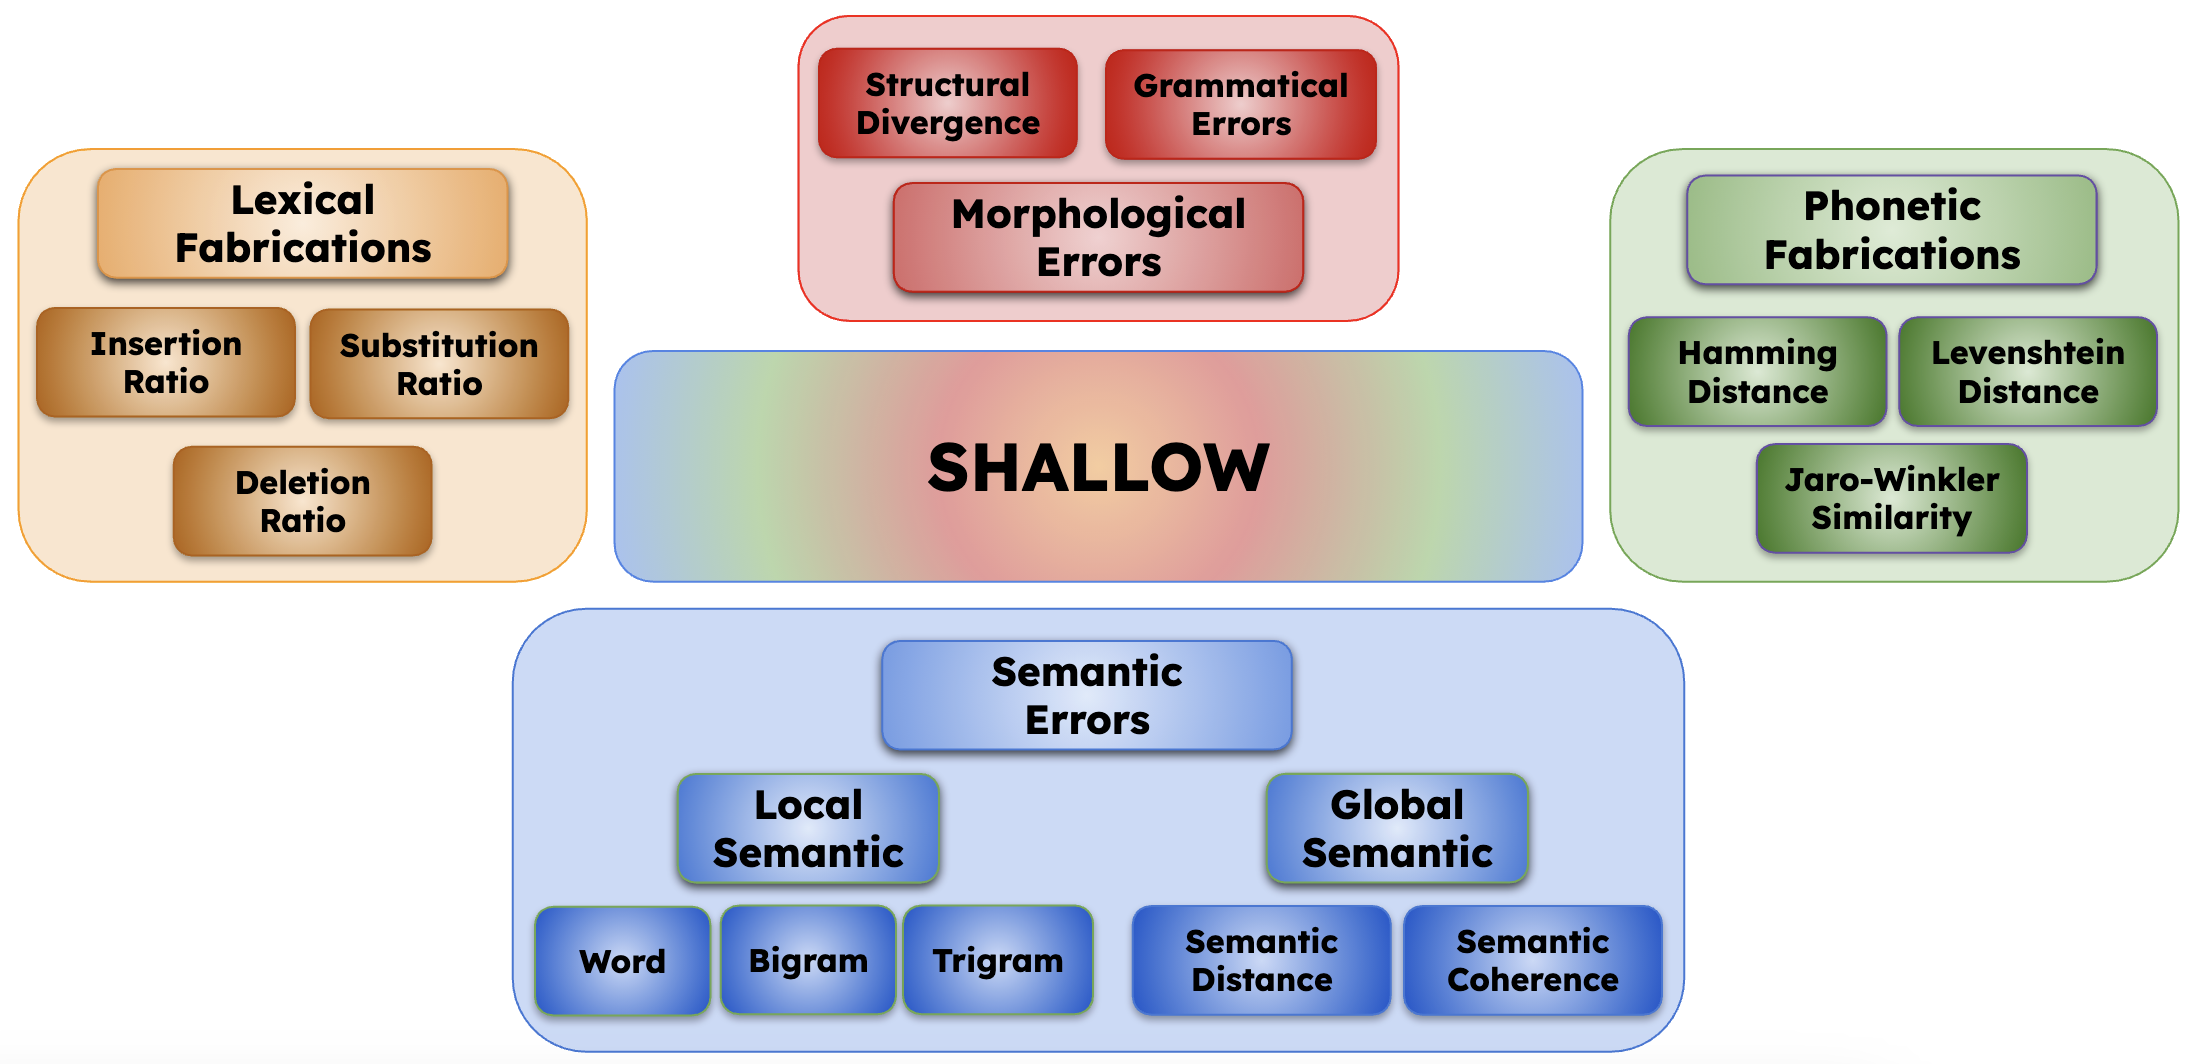 Structural
Divergence
Grammatical
Errors
Morphological
Errors
Lexical
Fabrications
Insertion
Ratio
Substitution
Ratio
Deletion
Ratio
SHALLOW
Phonetic
Fabrications
Hamming
Distance
Levenshtein
Distance
Jaro-Winkler
Similarity
Semantic
Errors
Local
Semantic
Word
Bigram
Trigram
Global
Semantic
Semantic
Distance
Semantic
Coherence